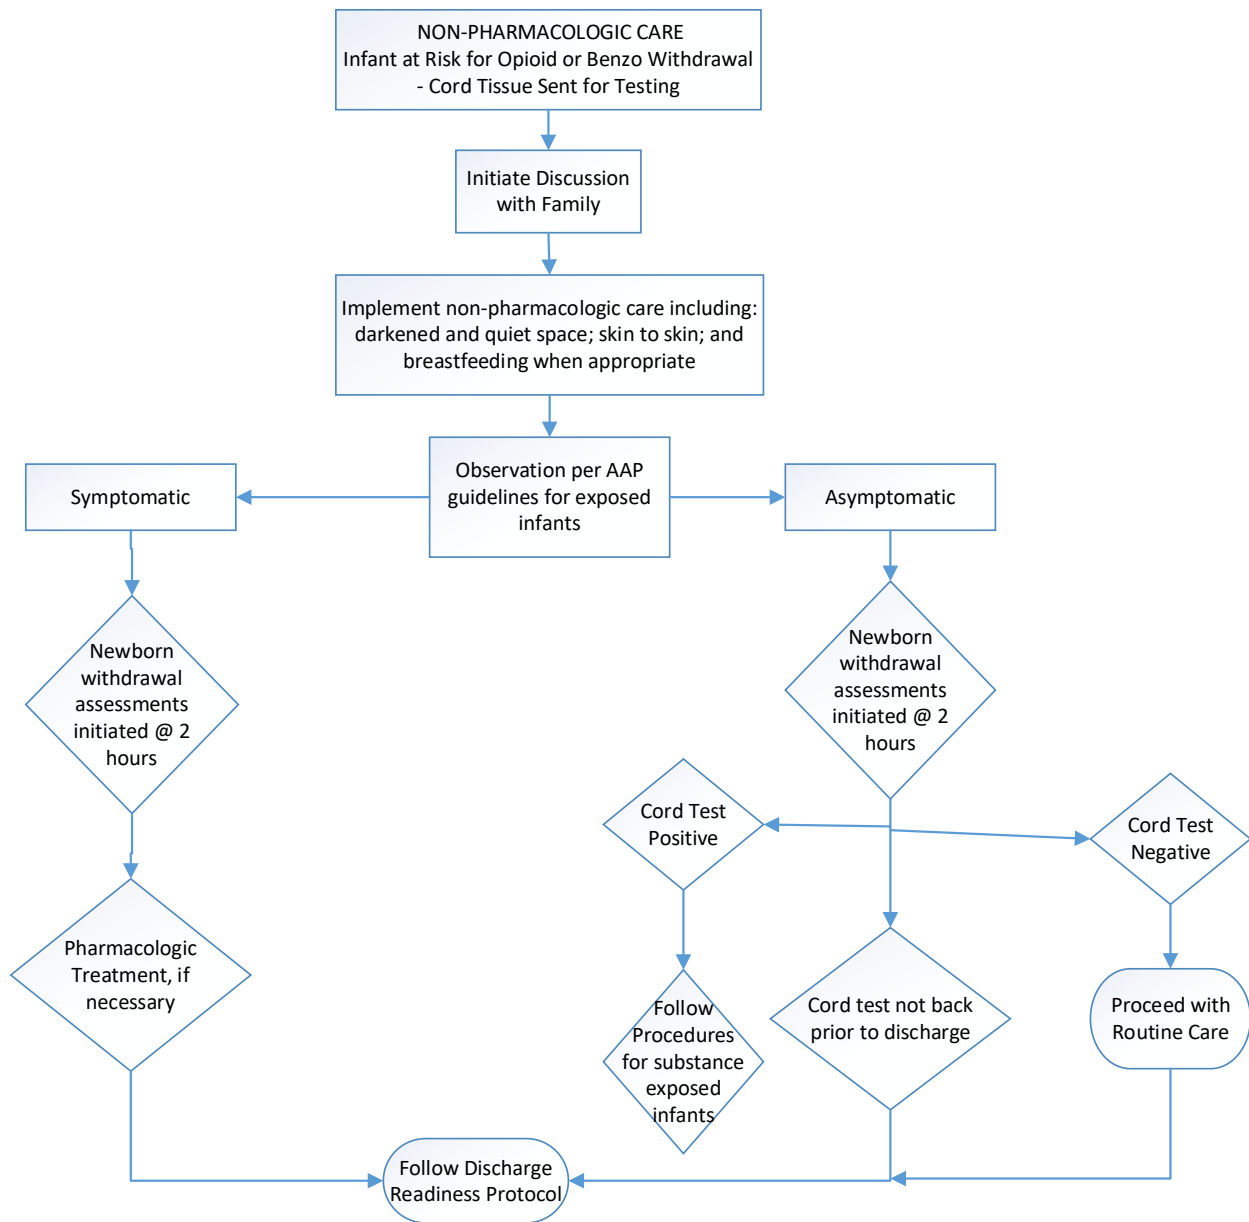 NON-PHARMACOLOGIC CARE
Infant at Risk for Opioid or Benzo Withdrawal
- Cord Tissue Sent for Testing
Initiate Discussion
with Family
Implement non-pharmacologic care including:
darkened and quiet space; skin to skin; and
breastfeeding when appropriate
Symptomatic
Observation per AAP
guidelines for exposed
infants
Asymptomatic
Newborn
withdrawal
assessments
initiated @ 2
hours
Newborn
withdrawal
assessments
initiated @ 2
hours
Cord Test
Positive
Cord Test
Negative
Pharmacologic
Treatment, if
necessary
Follow
Procedures
for substance
exposed
infants
Cord test not back
prior to discharge
Proceed with
Routine Care
Follow Discharge
Readiness Protocol